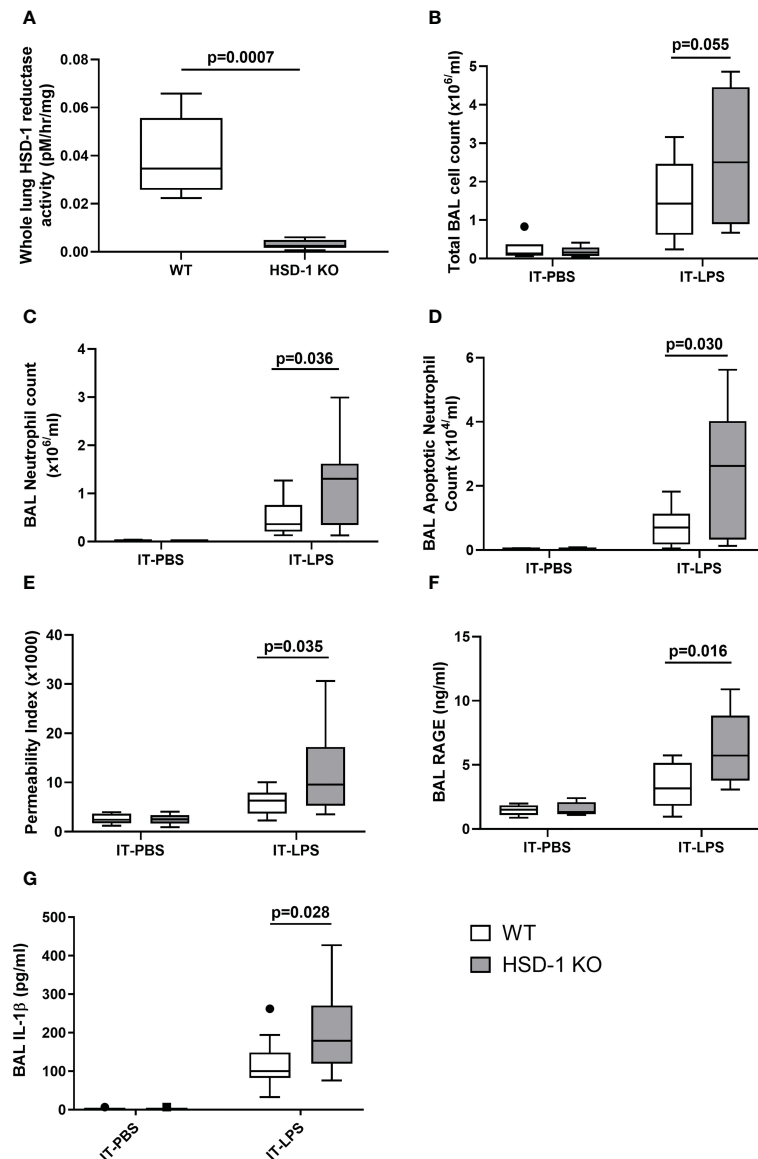 A
Whole lung HSD-1 reductase
activity (pM/hr/mg)
0.08
0.06
0.04
0.02
0.00
p=0.0007
WT
HSD-1 KO
B
Total BAL cell count (x10⁶/ml)
5
4
3
2
1
0
p=0.055
IT-PBS
IT-LPS
C
BAL Neutrophil count
(x10⁶/ml)
4
3
2
1
0
p=0.036
IT-PBS
IT-LPS
D
BAL Apoptotic Neutrophil
Count (x10⁴/ml)
6
4
2
0
p=0.030
IT-PBS
IT-LPS
E
Permeability Index (x1000)
40
30
20
10
0
p=0.035
IT-PBS
IT-LPS
F
BAL RAGE (ng/ml)
15
10
5
0
p=0.016
IT-PBS
IT-LPS
G
BAL IL-1β (pg/ml)
500
400
300
200
100
0
p=0.028
IT-PBS
IT-LPS
WT
HSD-1 KO